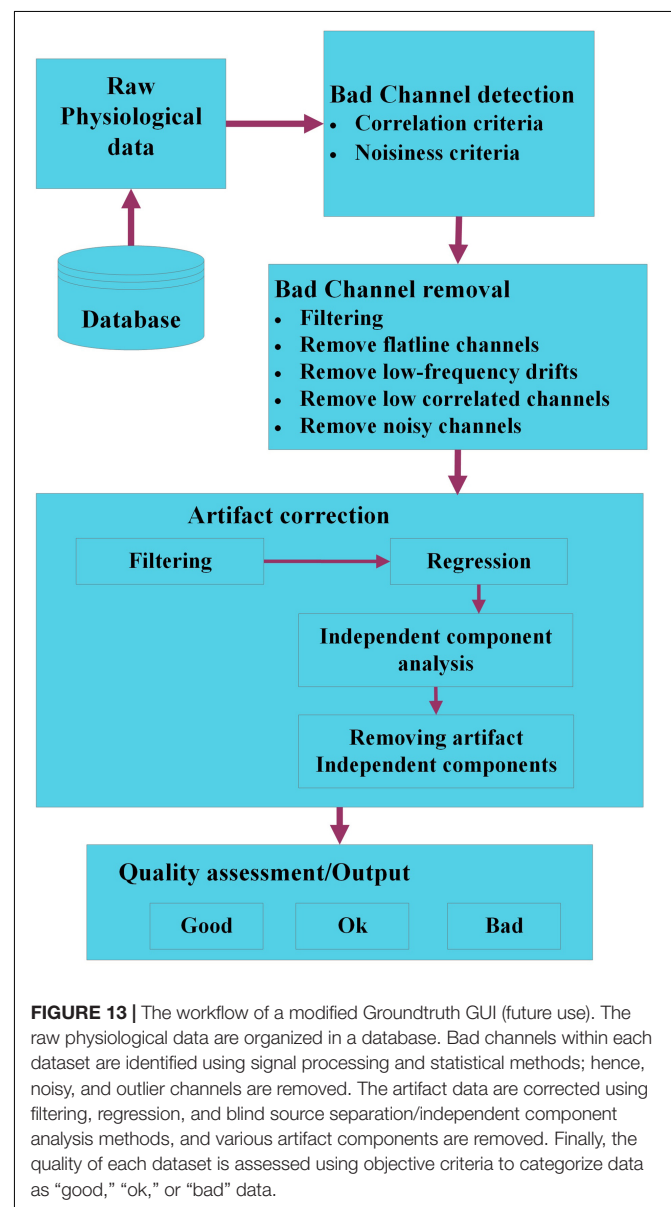 Raw
Physiological
data
Bad Channel detection
• Correlation criteria
• Noisiness criteria
Database
Bad Channel removal
• Filtering
• Remove flatline channels
• Remove low-frequency drifts
• Remove low correlated channels
• Remove noisy channels
Artifact correction
Filtering
Regression
Independent component
analysis
Removing artifact
Independent components
Quality assessment/Output
Good
Ok
Bad
FIGURE 13 | The workflow of a modified Groundtruth GUI (future use). The
raw physiological data are organized in a database. Bad channels within each
dataset are identified using signal processing and statistical methods; hence,
noisy, and outlier channels are removed. The artifact data are corrected using
filtering, regression, and blind source separation/independent component
analysis methods, and various artifact components are removed. Finally, the
quality of each dataset is assessed using objective criteria to categorize data
as “good,” “ok,” or “bad” data.